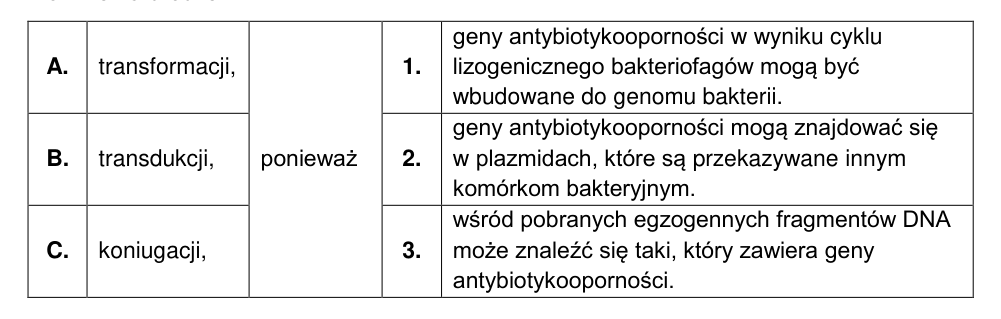 A. transformacji, ponieważ 1. geny antybiotykooporności w wyniku cyklu
lizogenicznego bakteriofagów mogą być
wbudowane do genomu bakterii.
B. transdukcji, 2. geny antybiotykooporności mogą znajdować się
w plazmidach, które są przekazywane innym
komórkom bakteryjnym.
C. koniugacji, 3. wśród pobranych egzogennych fragmentów DNA
może znaleźć się taki, który zawiera geny
antybiotykooporności.